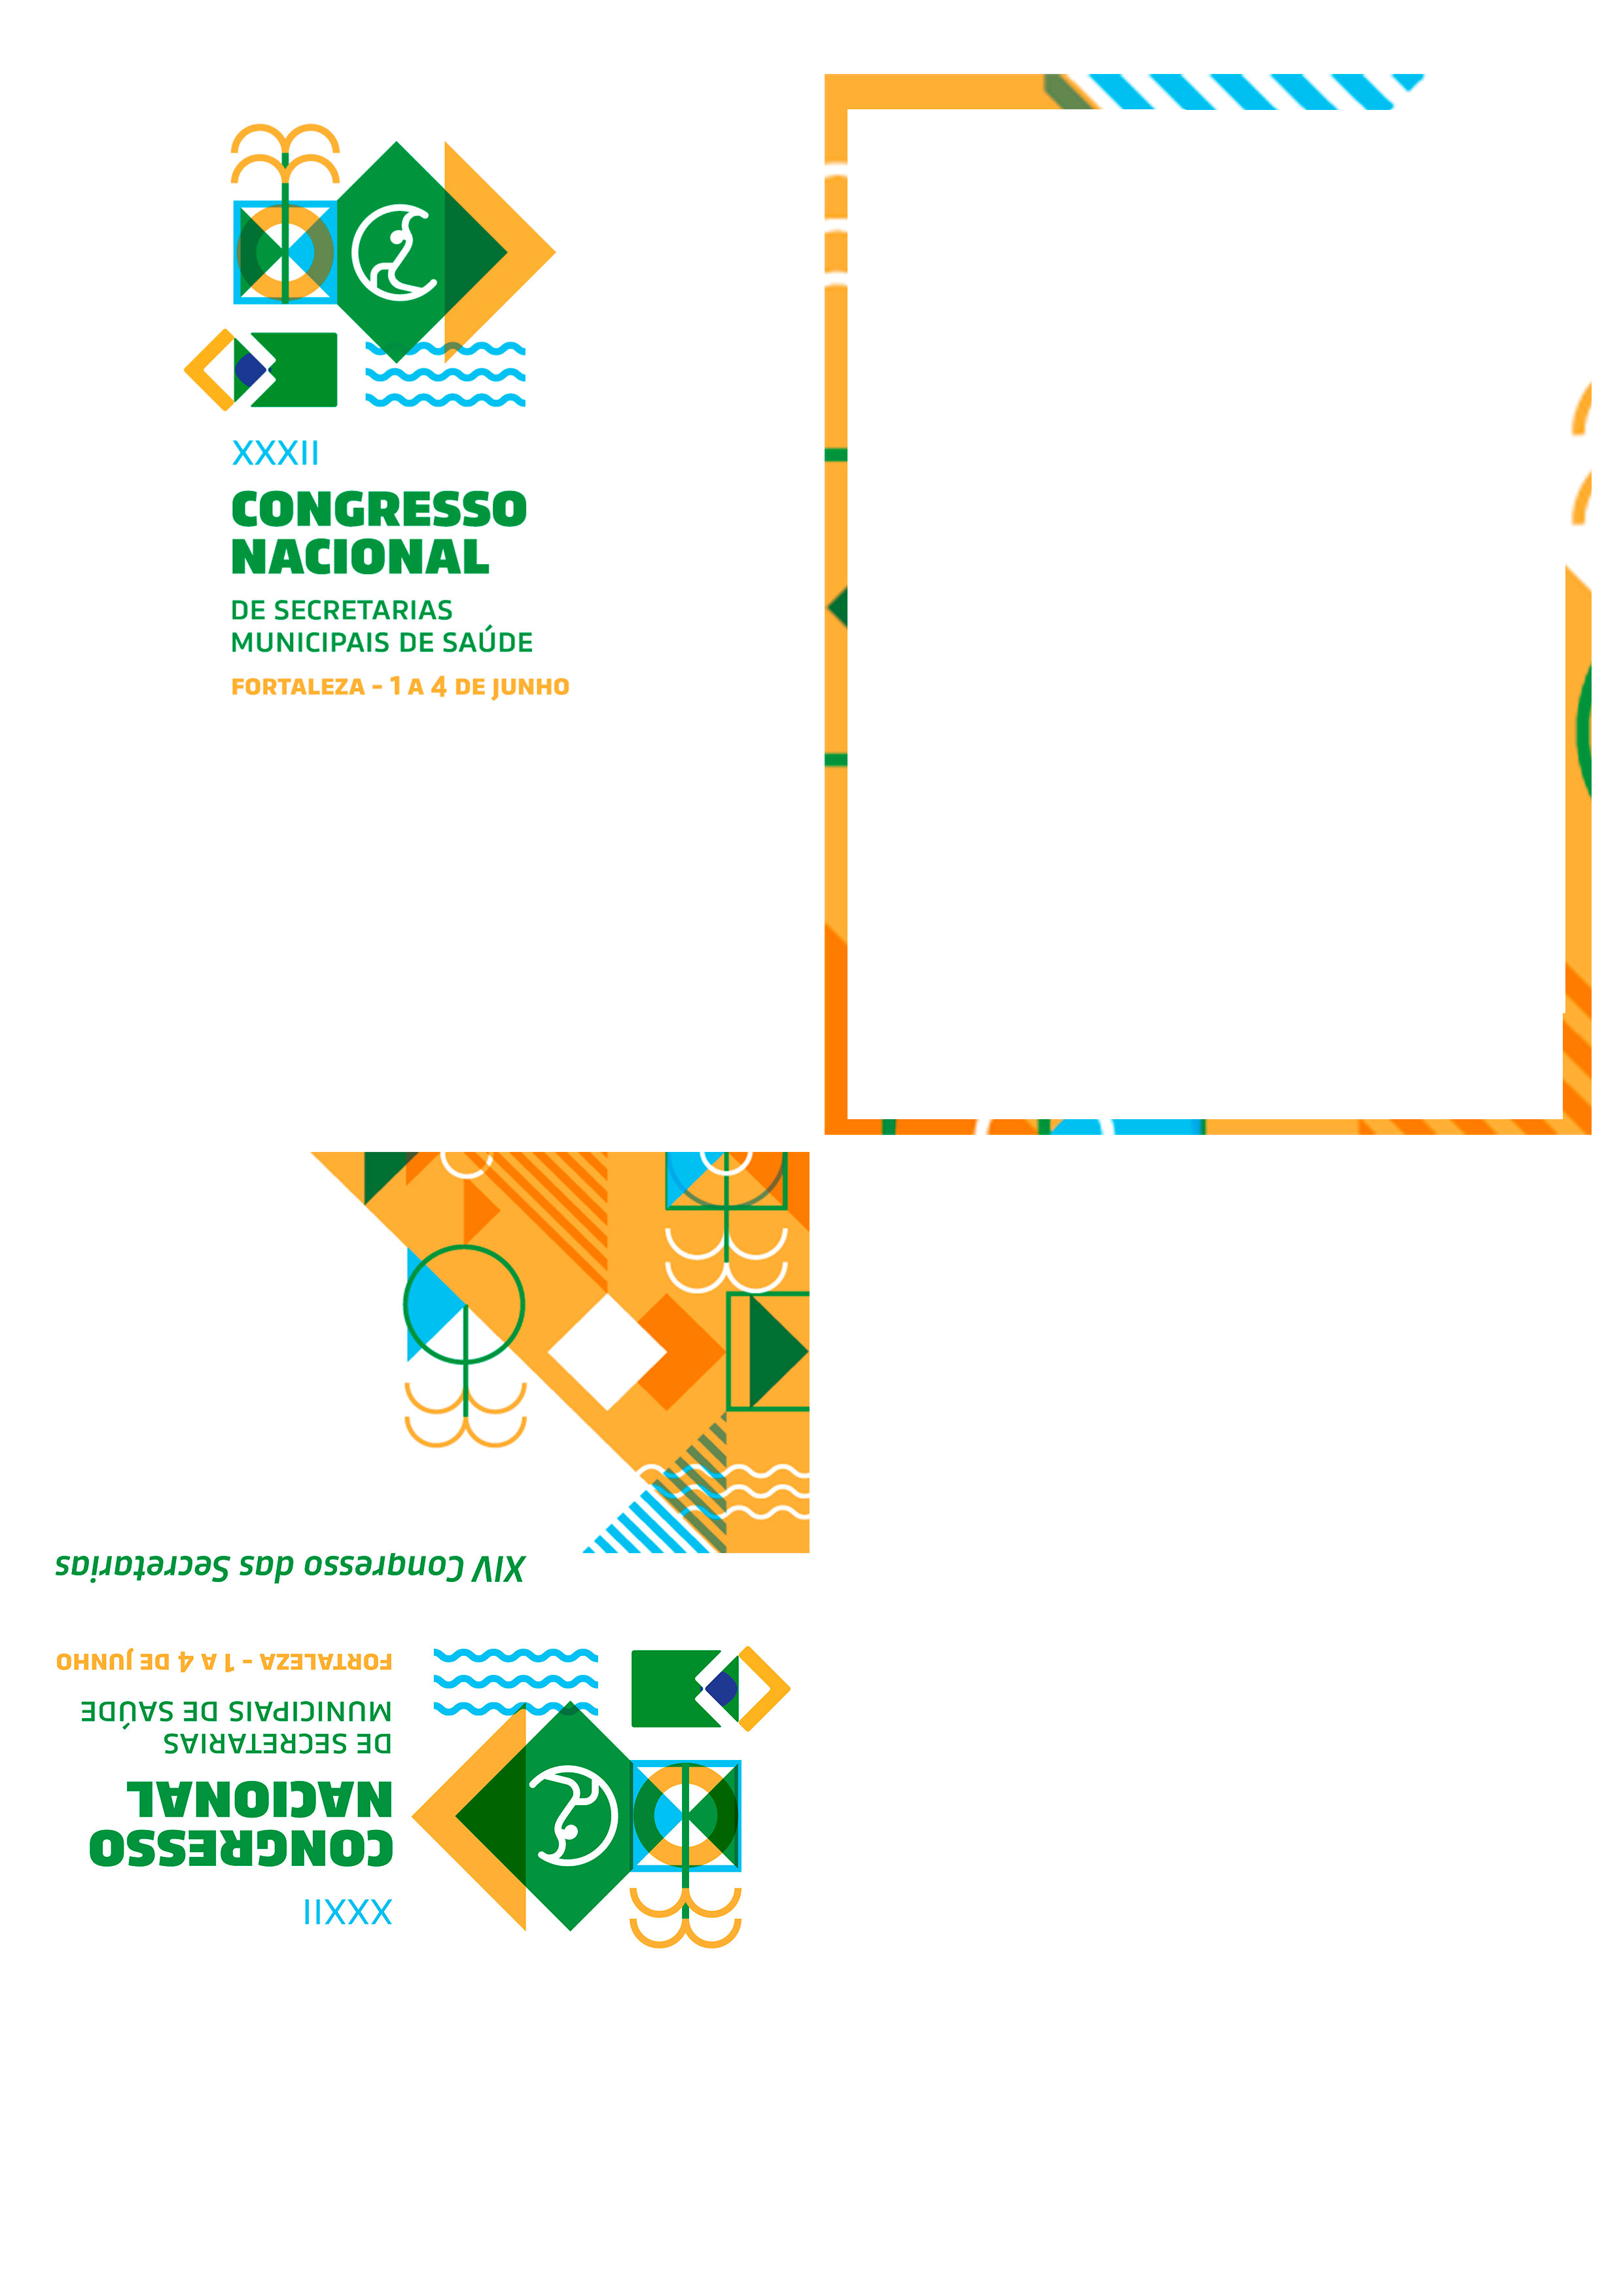 XXXII
CONGRESSO
NACIONAL
DE SECRETARIAS
MUNICIPAIS DE SAÚDE
FORTALEZA - 1 A 4 DE JUNHO
XXXII
CONGRESSO
NACIONAL
DE SECRETARIAS
MUNICIPAIS DE SAÚDE
FORTALEZA - 1 A 4 DE JUNHO
XIV Congresso das Secretarias